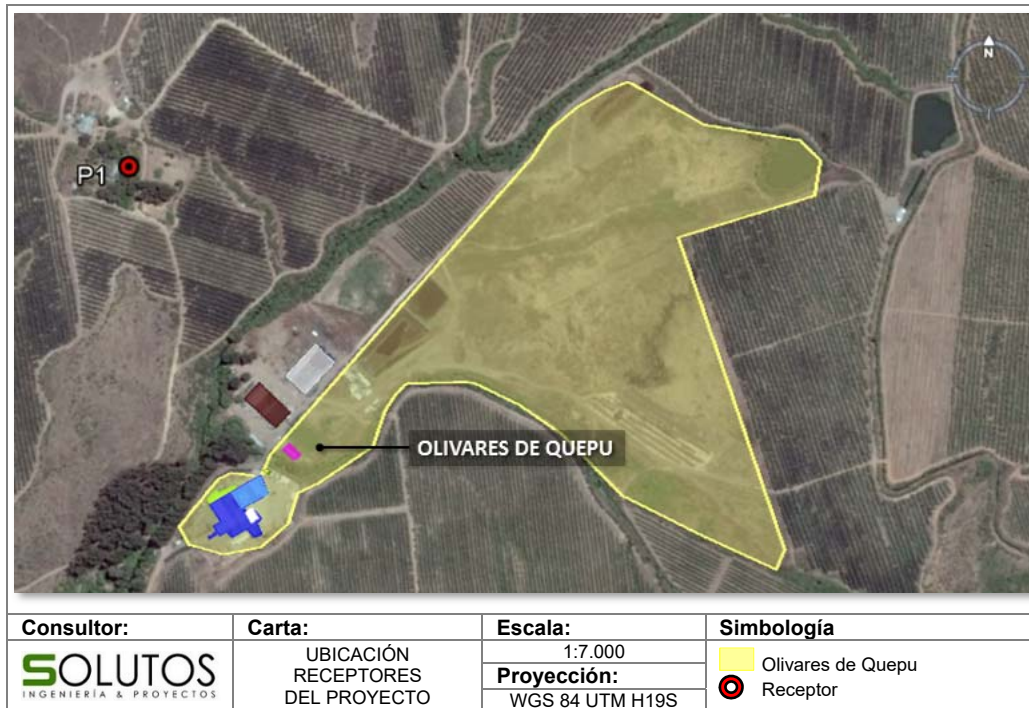 N
P1
OLIVARES DE QUEPU
Consultor:
Carta:
Escala:
Simbología
SOLUTOS
INGENIERÍA & PROYECTOS
UBICACIÓN
RECEPTORES
DEL PROYECTO
1:7.000
Proyección:
WGS 84 UTM H19S
Olivares de Quepu
Receptor